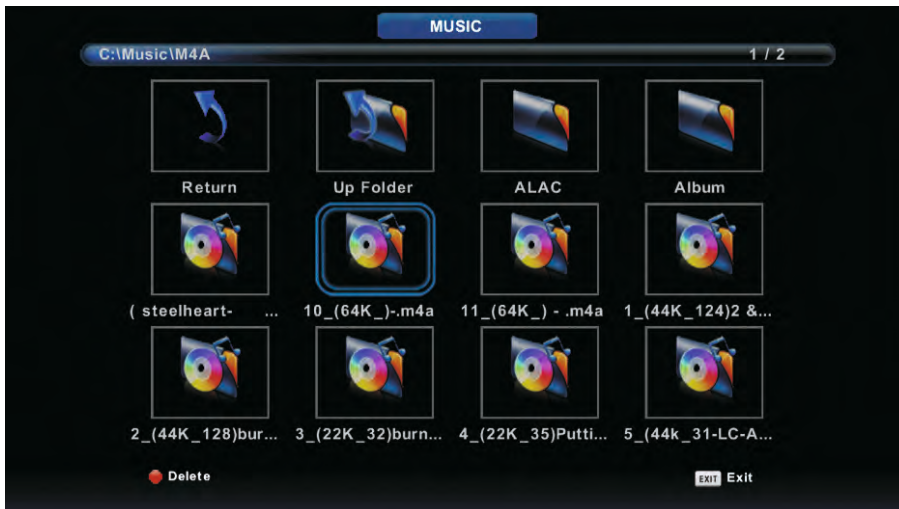 MUSIC
C:\Music\M4A 1 / 2
Return Up Folder ALAC Album
( steelheart- ... 10_(64K_)-.m4a 11_(64K_) - .m4a 1_(44K_124)2 &...
2_(44K_128)bur... 3_(22K_32)burn... 4_(22K_35)Putti... 5_(44k_31-LC-A...
Delete EXIT Exit